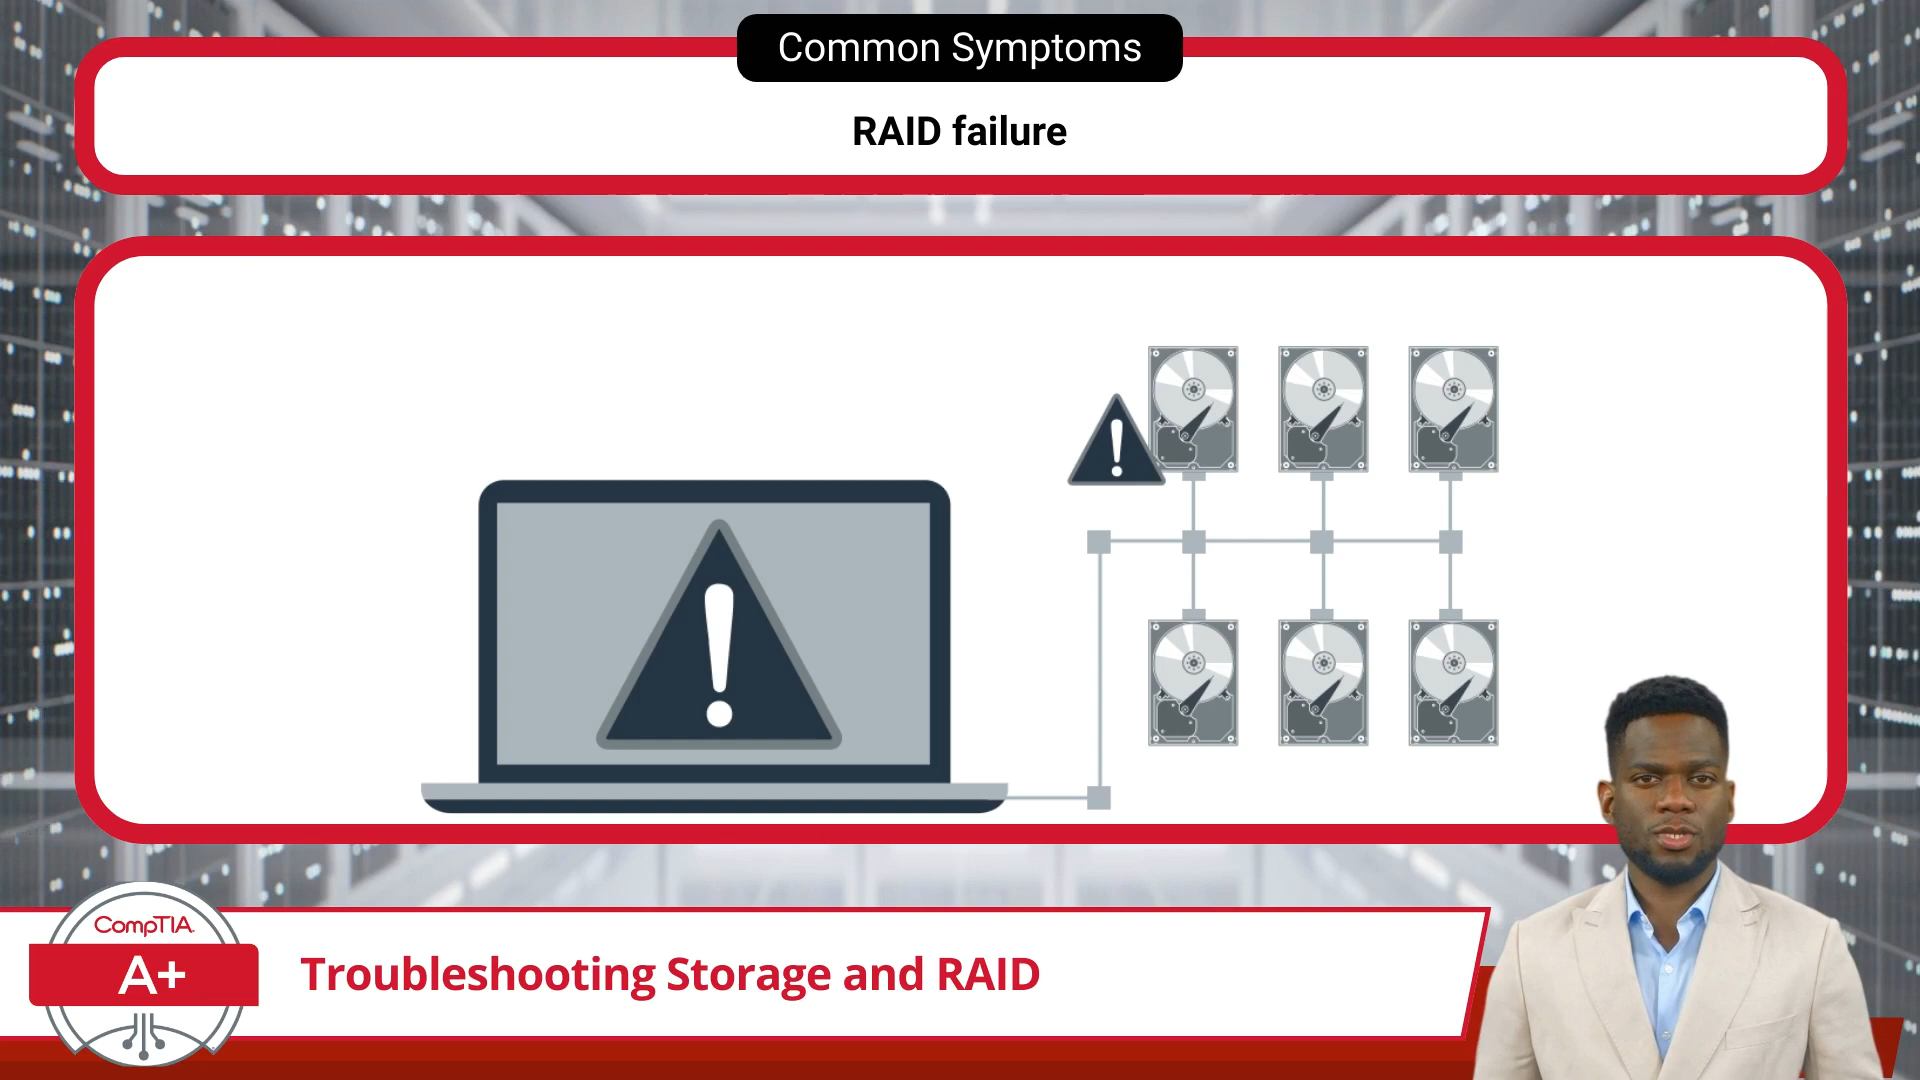 Common Symptoms
RAID failure
CompTIA.
A+
Troubleshooting Storage and RAID